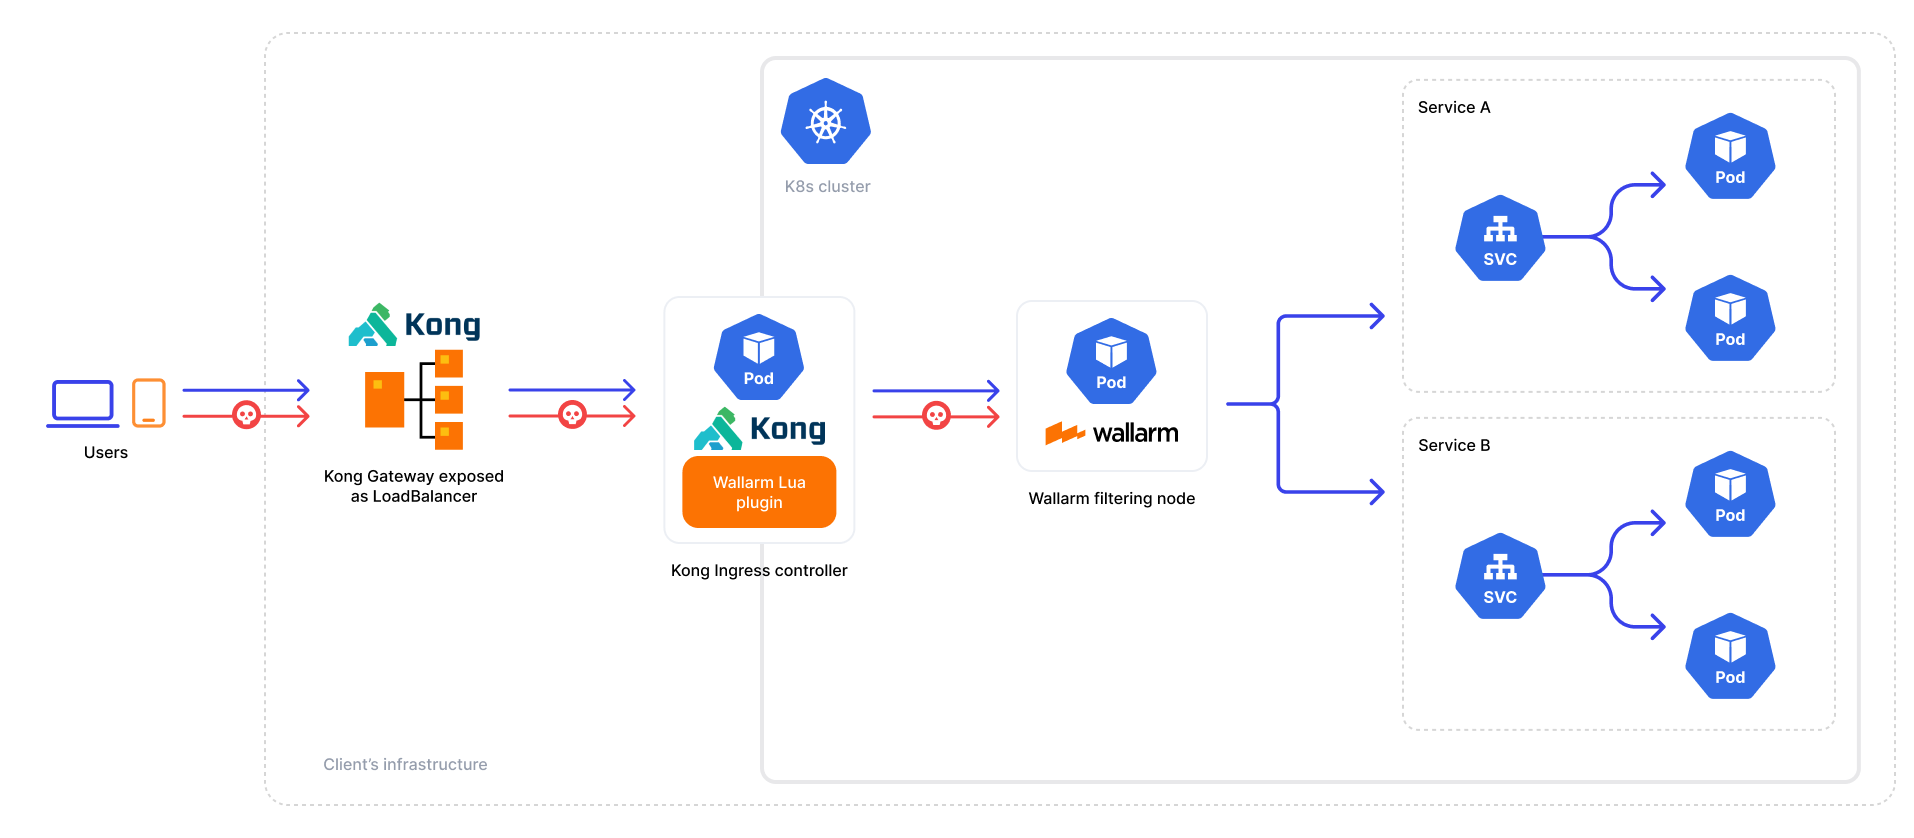 Users
Kong
Kong Gateway exposed
as LoadBalancer
Client's infrastructure
K8s cluster
Pod
Kong
Wallarm Lua
plugin
Kong Ingress controller
Pod
wallarm
Wallarm filtering node
Service A
SVC
Pod
Pod
Service B
SVC
Pod
Pod